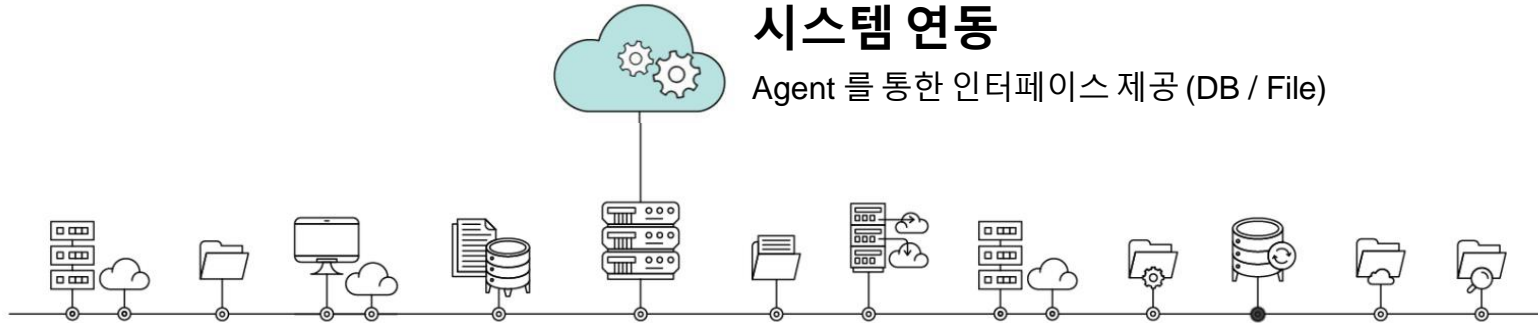 시스템 연동
Agent 를 통한 인터페이스 제공 (DB / File)